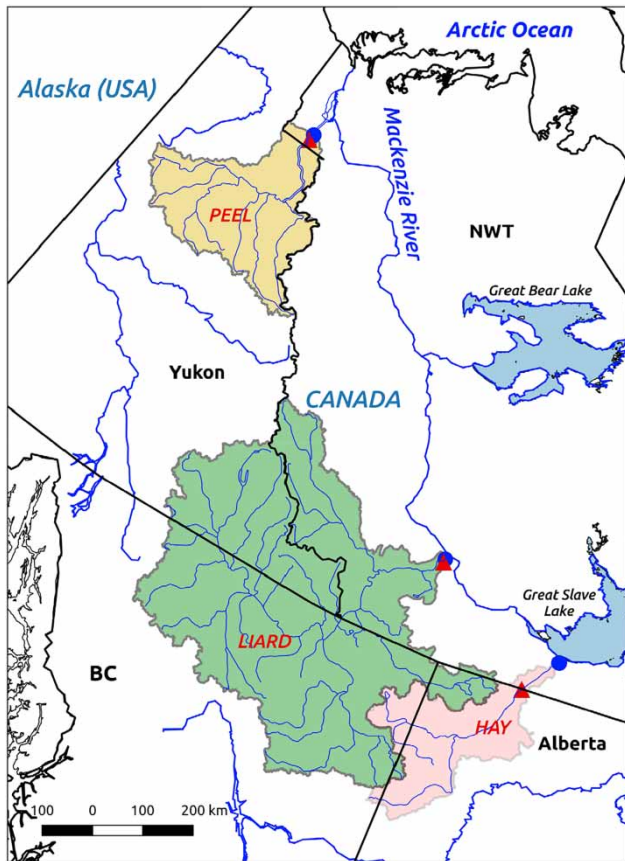 Arctic Ocean
Alaska (USA)
Mackenzie River
PEEL
NWT
Great Bear Lake
Yukon
CANADA
Great Slave
Lake
LIARD
BC
HAY
Alberta
100 0 100 200 km